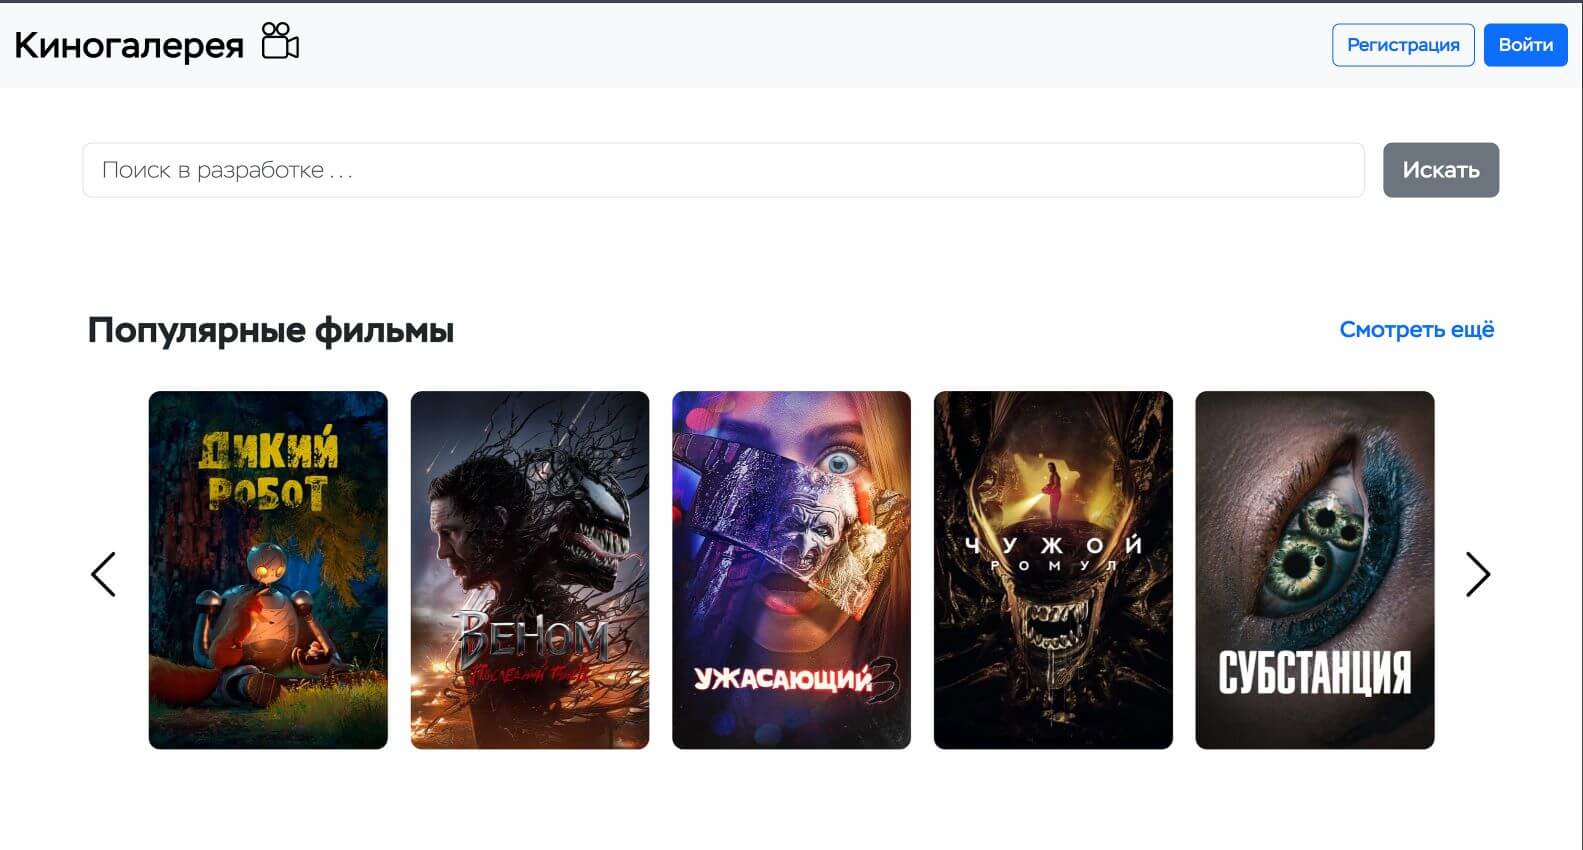 Киногалерея
Регистрация
Войти
Поиск в разработке ...
Искать
Популярные фильмы
Смотреть ещё
ДИКИЙ
РОБОТ
ВЕНОМ
ПОСЛЕДНИЙ ТАНЕЦ
УЖАСАЮЩИЙ 3
ЧУЖОЙ
РОМУЛ
СУБСТАНЦИЯ